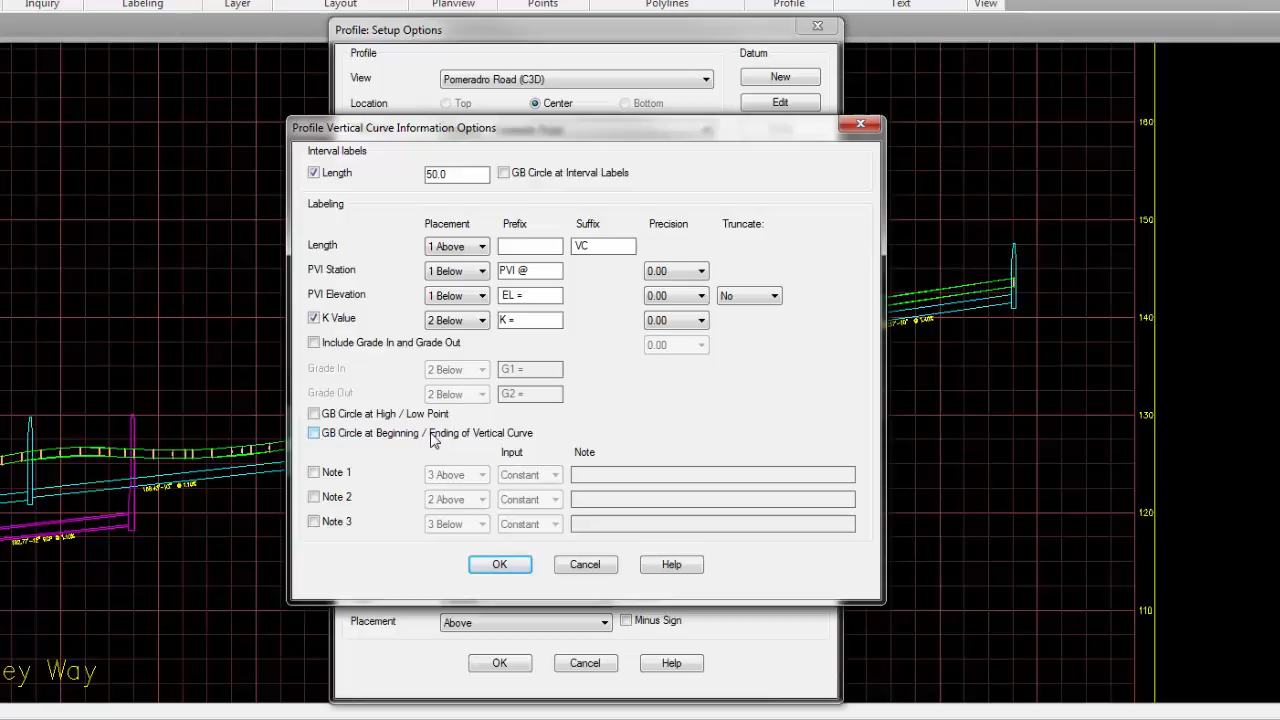 Inquiry Labeling Layer Layout Planview Points Polylines Profile Text View
Profile: Setup Options
Profile Datum
View Pomeradro Road (C3D) New
Location Top Center Bottom Edit
160
Profile Vertical Curve Information Options
Interval labels
Length 50.0 GB Circle at Interval Labels
Labeling
150
Placement Prefix Suffix Precision Truncate:
Length 1 Above VC
PVI Station 1 Below PVI @ 0.00
PVI Elevation 1 Below EL = 0.00 No
K Value 2 Below K = 0.00
140
Include Grade In and Grade Out 0.00
Grade In 2 Below G1 =
Grade Out 2 Below G2 =
GB Circle at High / Low Point
130
GB Circle at Beginning / Ending of Vertical Curve
Input Note
Note 1 3 Above Constant
Note 2 2 Above Constant
120
Note 3 3 Below Constant
OK Cancel Help
110
Placement Above Minus Sign
OK Cancel Help
ey Way